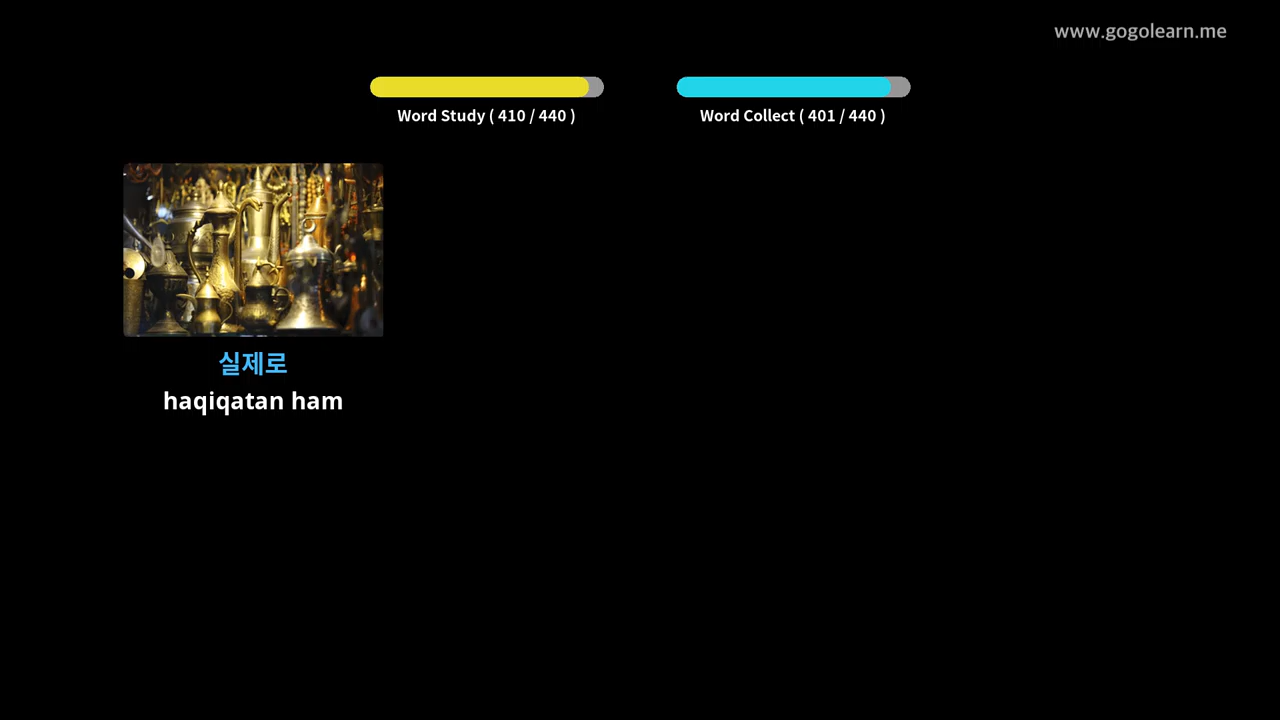 www.gogolearn.me
Word Study ( 410 / 440 )
Word Collect ( 401 / 440 )
실제로
haqiqatan ham